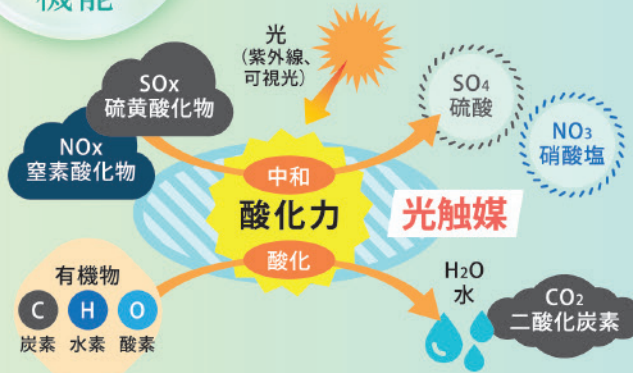 機能
光
(紫外線、
可視光)
SOx
硫黄酸化物
NOx
窒素酸化物
SO4
硫酸
NO3
硝酸塩
中和
酸化力
光触媒
酸化
有機物
C H O
炭素 水素 酸素
H2O
水
CO2
二酸化炭素